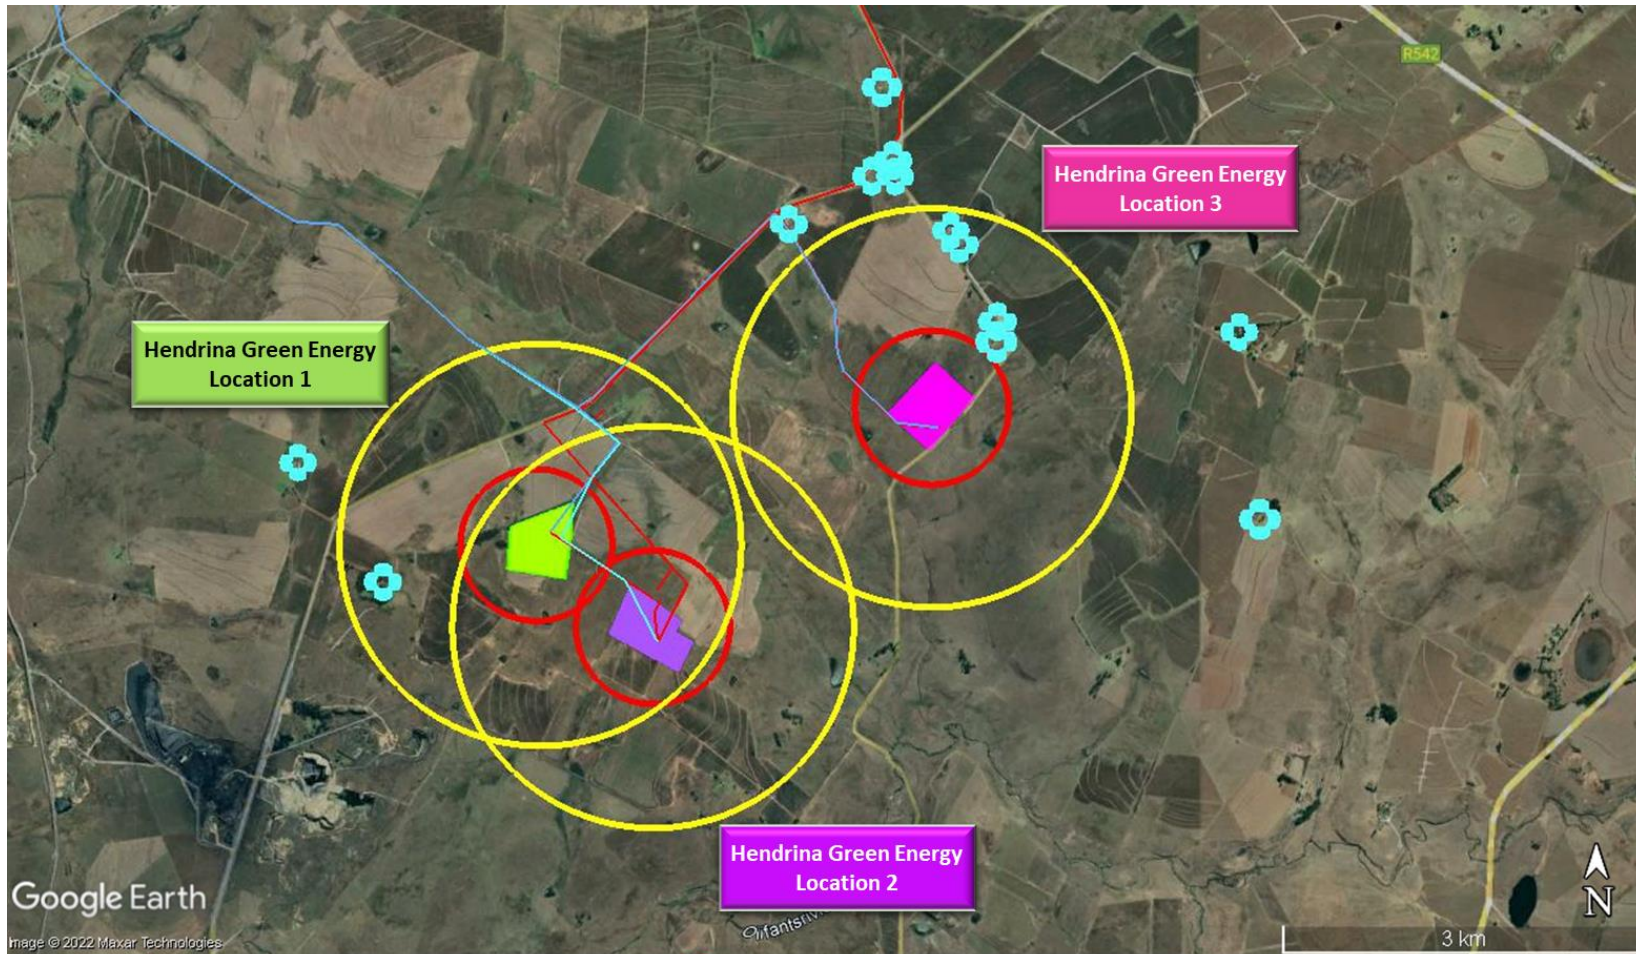 R542
Hendrina Green Energy
Location 3
Hendrina Green Energy
Location 1
Hendrina Green Energy
Location 2
Google Earth
N
Image © 2022 Maxar Technologies
3 km